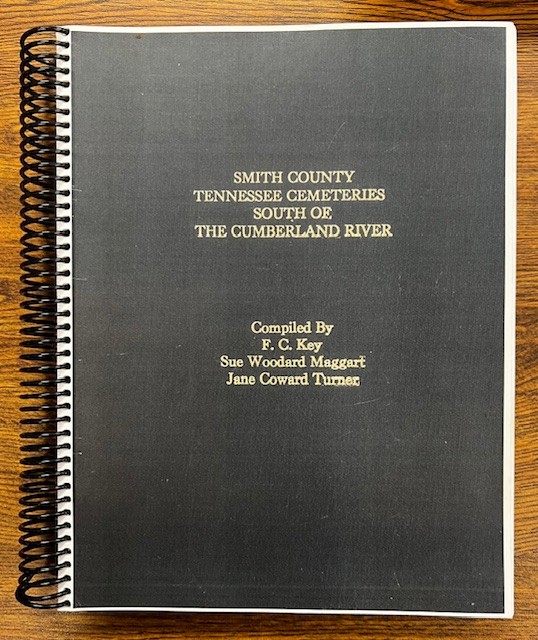 SMITH COUNTY
TENNESSEE CEMETERIES
SOUTH OF
THE CUMBERLAND RIVER
Compiled By
F. C. Key
Sue Woodard Maggart
Jane Coward Turner